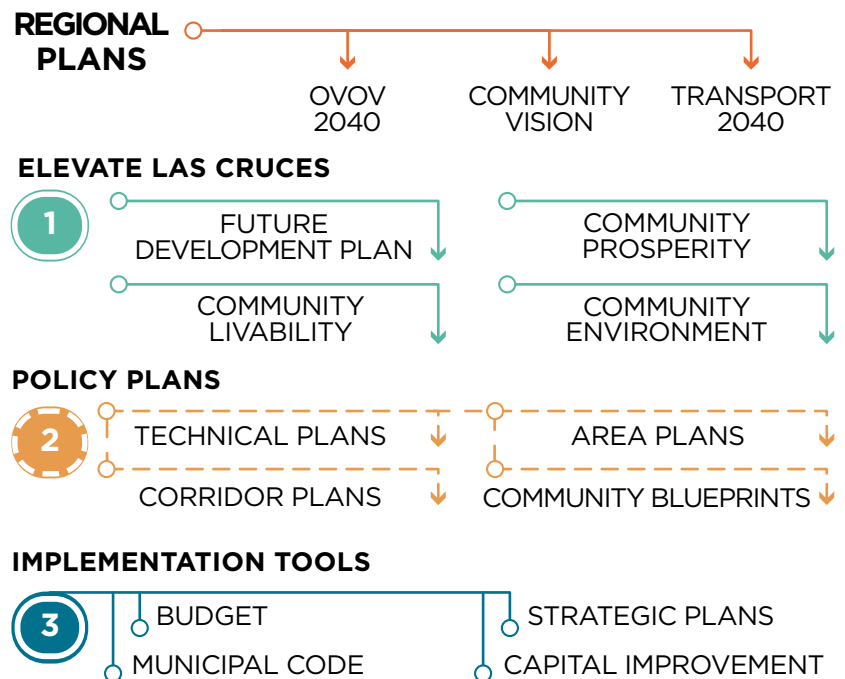 REGIONAL
PLANS
OVOV
2040
COMMUNITY
VISION
TRANSPORT
2040
ELEVATE LAS CRUCES
1
FUTURE
DEVELOPMENT PLAN
COMMUNITY
PROSPERITY
COMMUNITY
LIVABILITY
COMMUNITY
ENVIRONMENT
POLICY PLANS
2
TECHNICAL PLANS
AREA PLANS
CORRIDOR PLANS
COMMUNITY BLUEPRINTS
IMPLEMENTATION TOOLS
3
BUDGET
STRATEGIC PLANS
MUNICIPAL CODE
CAPITAL IMPROVEMENT